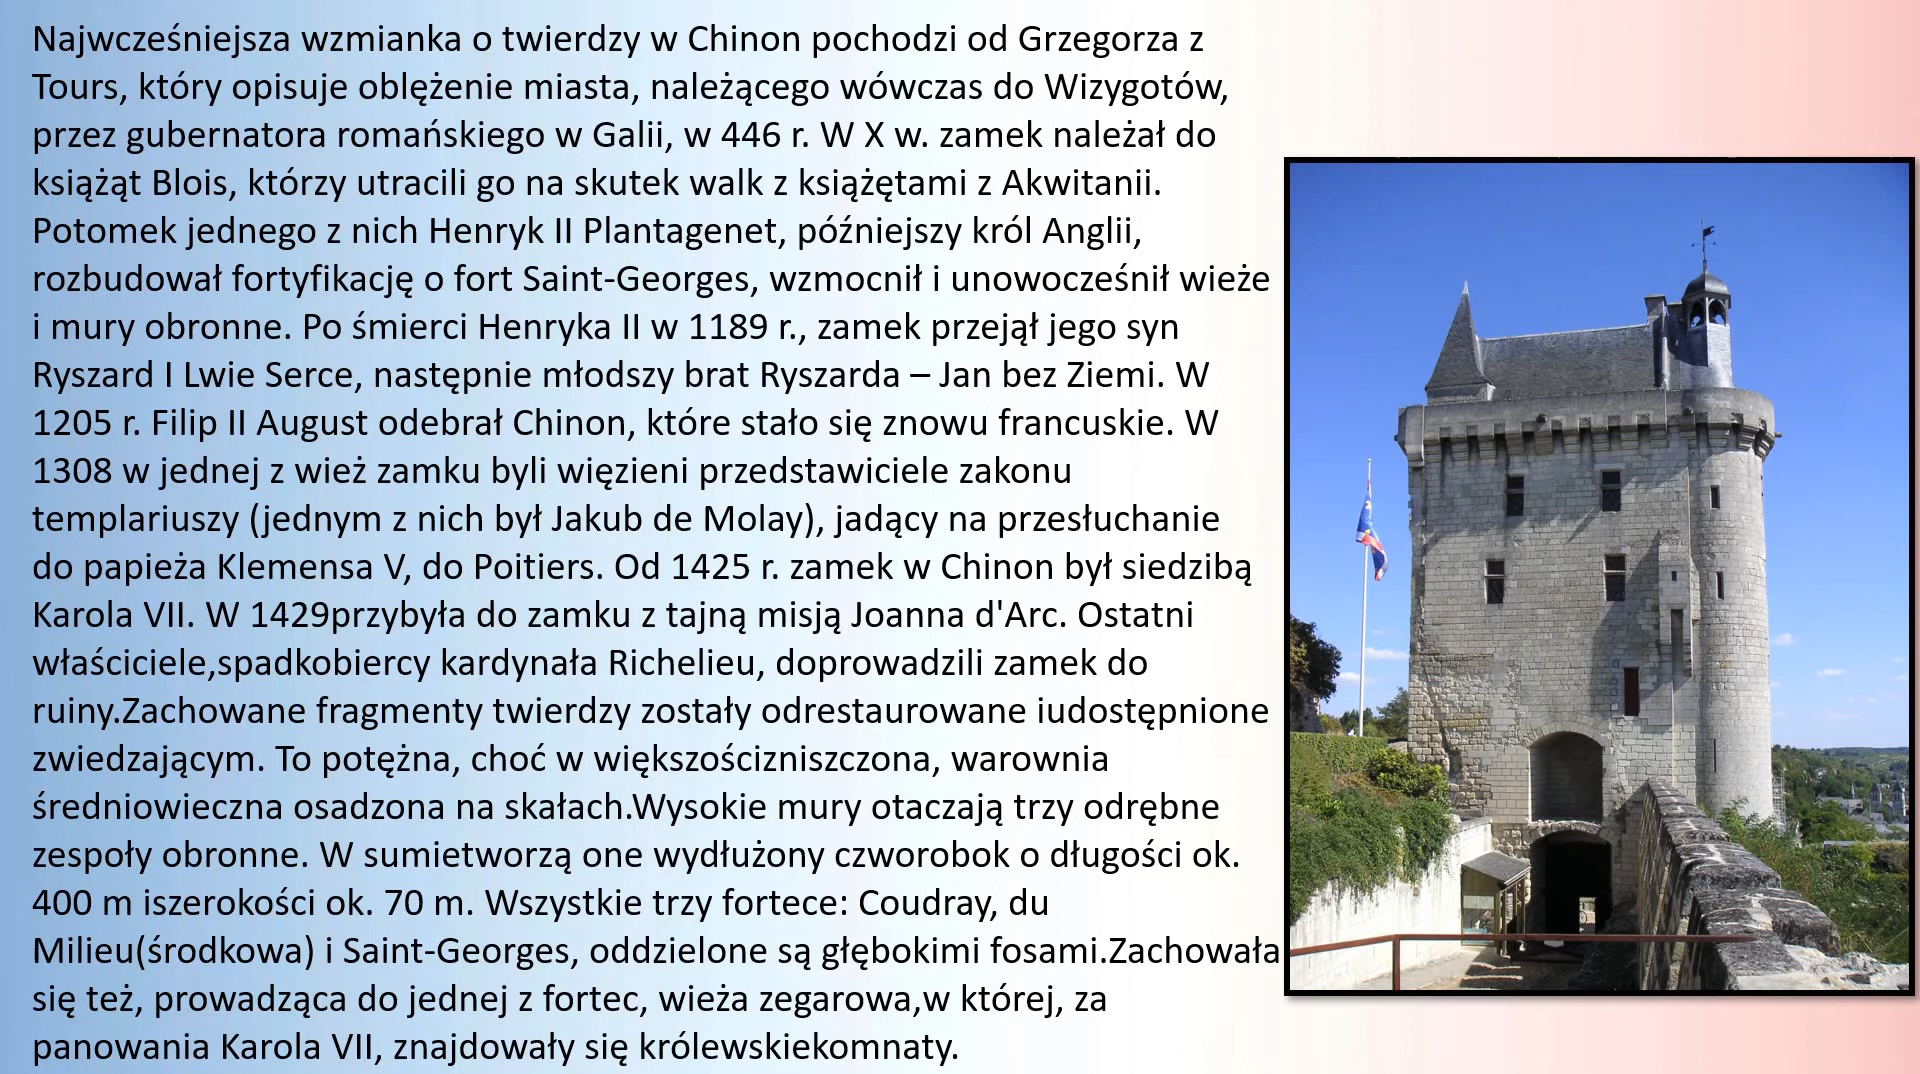 Najwcześniejsza wzmianka o twierdzy w Chinon pochodzi od Grzegorza z
Tours, który opisuje oblężenie miasta, należącego wówczas do Wizygotów,
przez gubernatora romańskiego w Galii, w 446 r. W X w. zamek należał do
książąt Blois, którzy utracili go na skutek walk z książętami z Akwitanii.
Potomek jednego z nich Henryk II Plantagenet, późniejszy król Anglii,
rozbudował fortyfikację o fort Saint-Georges, wzmocnił i unowocześnił wieże
i mury obronne. Po śmierci Henryka II w 1189 r., zamek przejął jego syn
Ryszard I Lwie Serce, następnie młodszy brat Ryszarda – Jan bez Ziemi. W
1205 r. Filip II August odebrał Chinon, które stało się znowu francuskie. W
1308 w jednej z wież zamku byli więzieni przedstawiciele zakonu
templariuszy (jednym z nich był Jakub de Molay), jadący na przesłuchanie
do papieża Klemensa V, do Poitiers. Od 1425 r. zamek w Chinon był siedzibą
Karola VII. W 1429przybyła do zamku z tajną misją Joanna d'Arc. Ostatni
właściciele,spadkobiercy kardynała Richelieu, doprowadzili zamek do
ruiny.Zachowane fragmenty twierdzy zostały odrestaurowane iudostępnione
zwiedzającym. To potężna, choć w większościzniszczona, warownia
średniowieczna osadzona na skałach.Wysokie mury otaczają trzy odrębne
zespoły obronne. W sumietworzą one wydłużony czworobok o długości ok.
400 m iszerokości ok. 70 m. Wszystkie trzy fortece: Coudray, du
Milieu(środkowa) i Saint-Georges, oddzielone są głębokimi fosami.Zachowała
się też, prowadząca do jednej z fortec, wieża zegarowa,w której, za
panowania Karola VII, znajdowały się królewskiekomnaty.